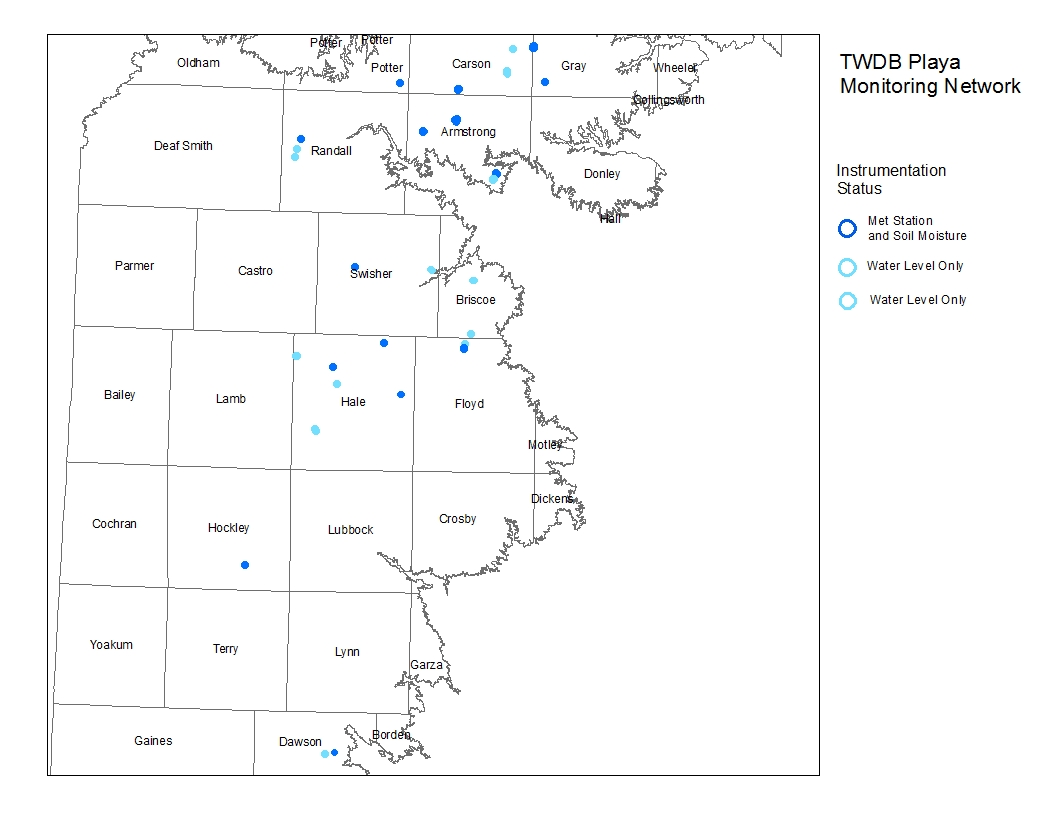 TWDB Playa
Monitoring Network
Instrumentation
Status
Met Station
and Soil Moisture
Water Level Only
Water Level Only
Potter
Potter
Oldham
Potter
Carson
Gray
Wheeler
Collingsworth
Deaf Smith
Randall
Armstrong
Donley
Hall
Parmer
Castro
Swisher
Briscoe
Bailey
Lamb
Hale
Floyd
Motley
Dickens
Cochran
Hockley
Lubbock
Crosby
Yoakum
Terry
Lynn
Garza
Gaines
Dawson
Borden